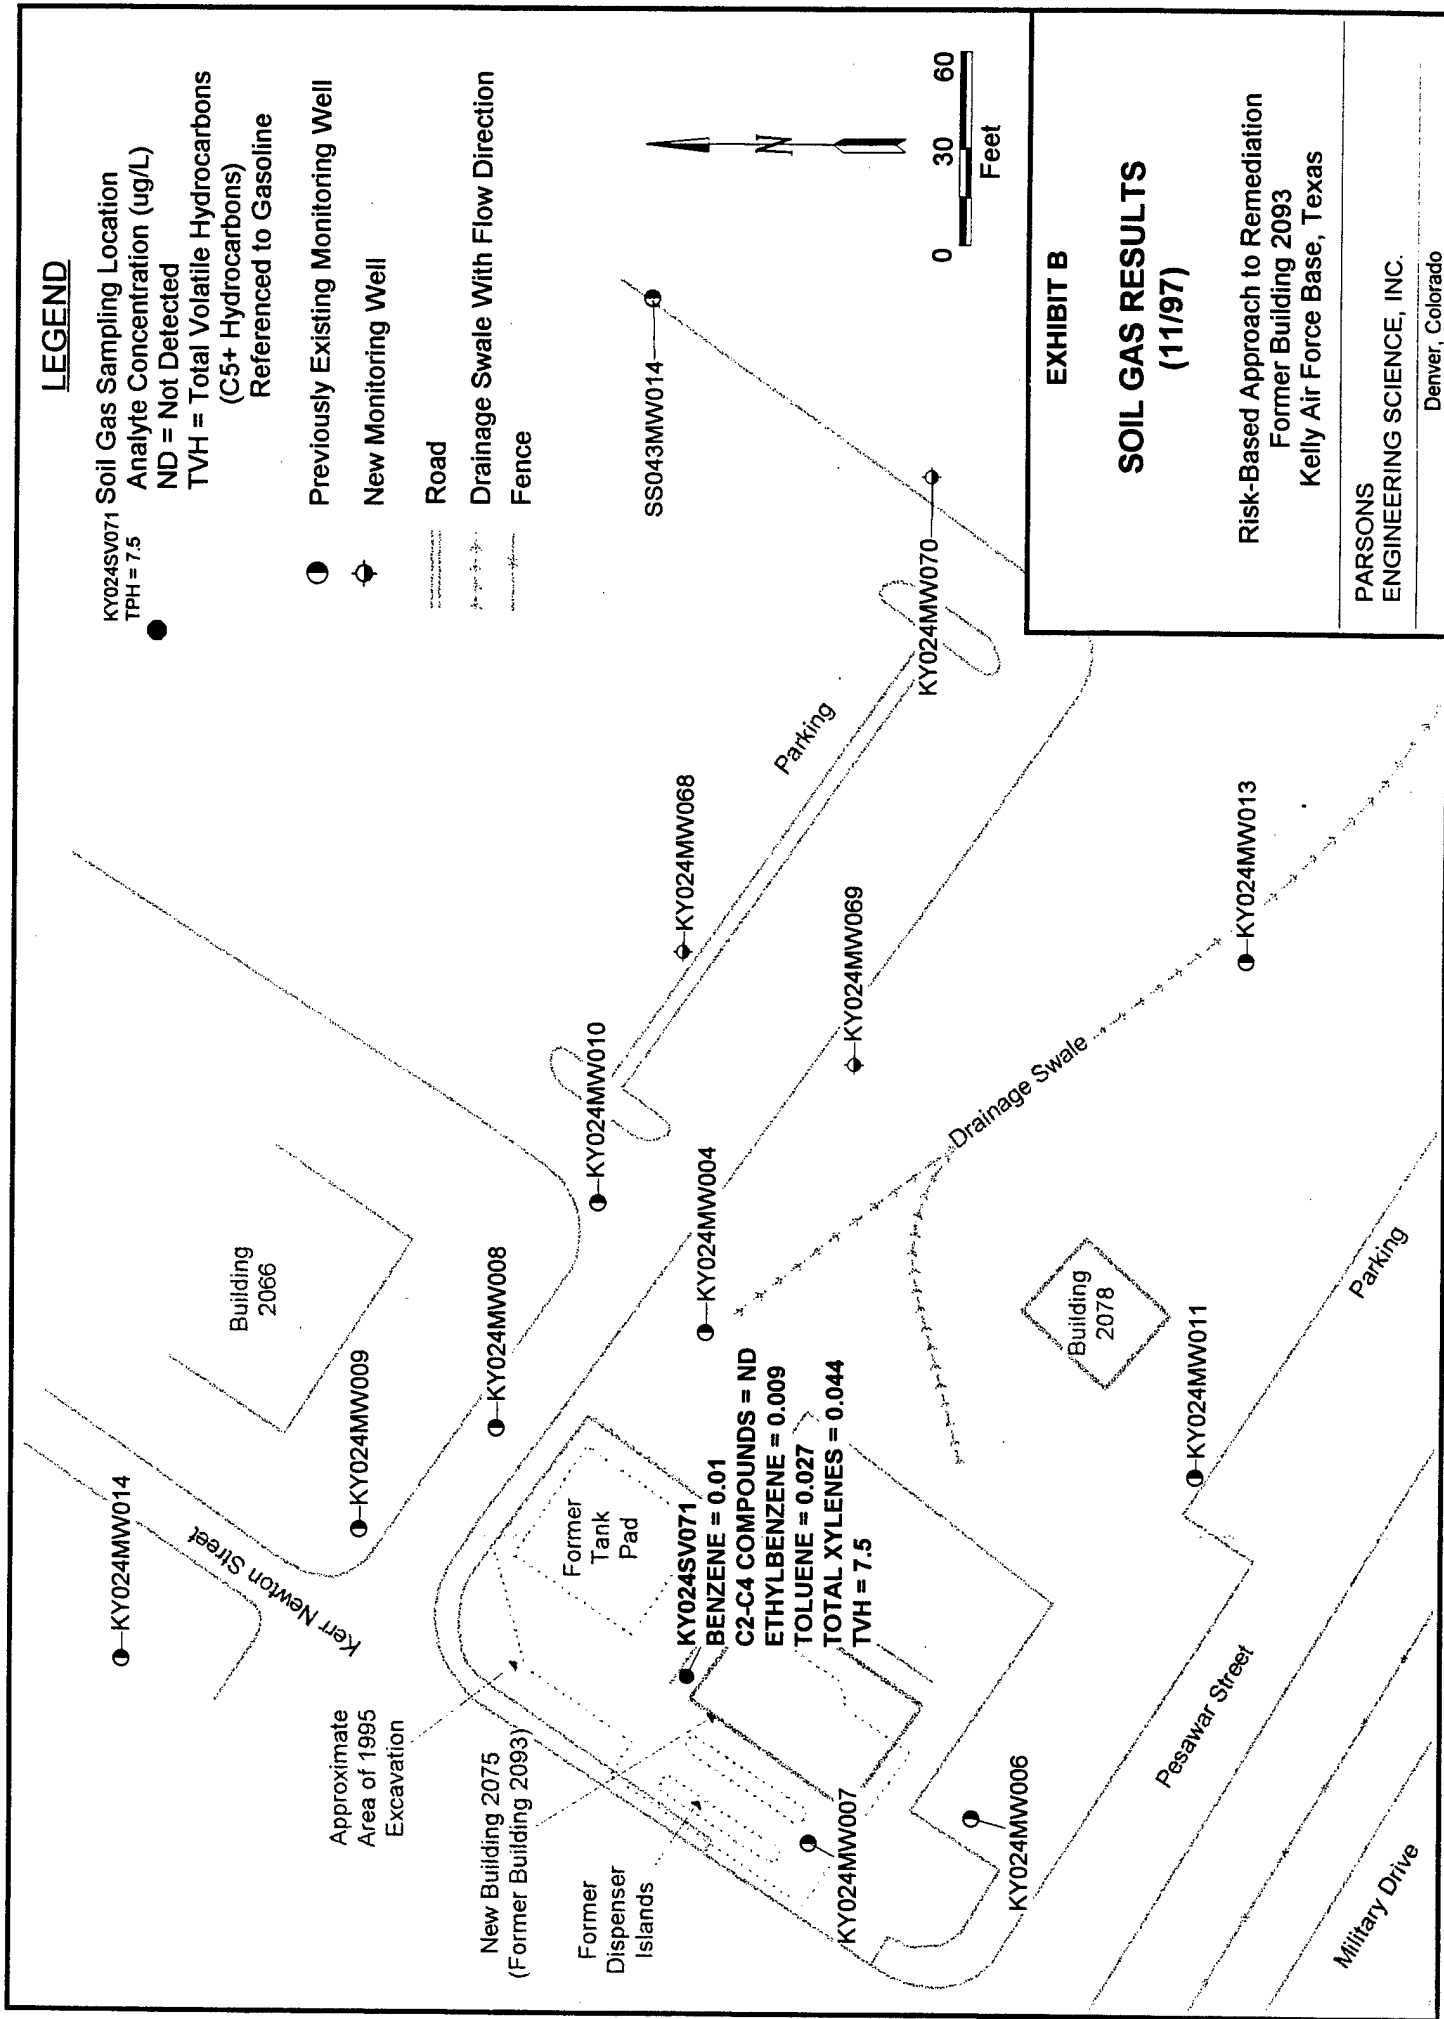 LEGEND
KY024SV071 Soil Gas Sampling Location
TPH = 7.5 Analyte Concentration (ug/L)
ND = Not Detected
TVH = Total Volatile Hydrocarbons
(C5+ Hydrocarbons)
Referenced to Gasoline
Previously Existing Monitoring Well
New Monitoring Well
Road
Drainage Swale With Flow Direction
Fence
N
0 30 60
Feet
KY024MW014
Kerr Newton Street
KY024MW009
Building
2066
KY024MW008
KY024MW010
KY024MW068
SS043MW014
Parking
KY024MW070
KY024MW004
KY024MW069
Approximate
Area of 1995
Excavation
New Building 2075
(Former Building 2093)
Former
Dispenser
Islands
Former
Tank
Pad
KY024SV071
BENZENE = 0.01
C2-C4 COMPOUNDS = ND
ETHYLBENZENE = 0.009
TOLUENE = 0.027
TOTAL XYLENES = 0.044
TVH = 7.5
KY024MW007
KY024MW006
Drainage Swale
Building
2078
KY024MW011
KY024MW013
Parking
Pesawar Street
Military Drive
EXHIBIT B
SOIL GAS RESULTS
(11/97)
Risk-Based Approach to Remediation
Former Building 2093
Kelly Air Force Base, Texas
PARSONS
ENGINEERING SCIENCE, INC.
Denver, Colorado